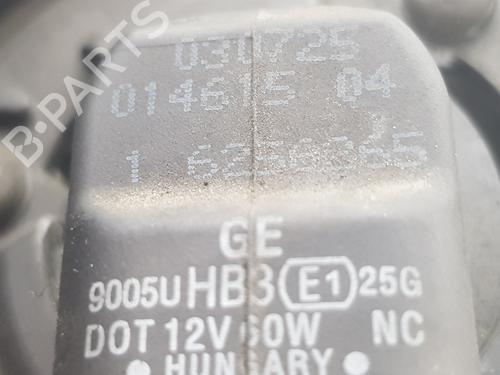 030725
014615 04
GE
9005U HB3 E1 25G
DOT 12V 60W NC
• HUNGARY •
B-PARTS